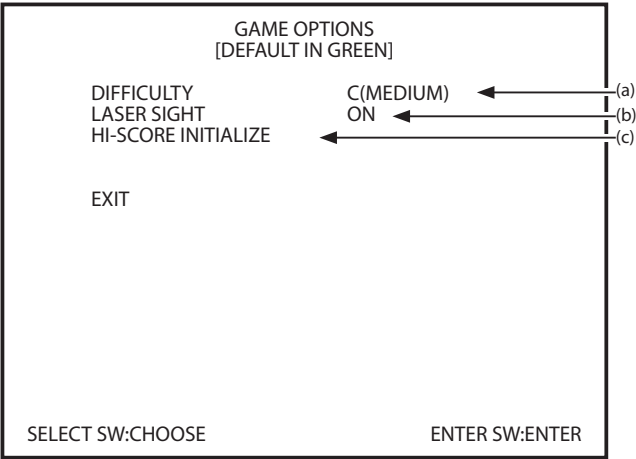 GAME OPTIONS
[DEFAULT IN GREEN]
DIFFICULTY C(MEDIUM) (a)
LASER SIGHT ON (b)
HI-SCORE INITIALIZE (c)
EXIT
SELECT SW:CHOOSE ENTER SW:ENTER